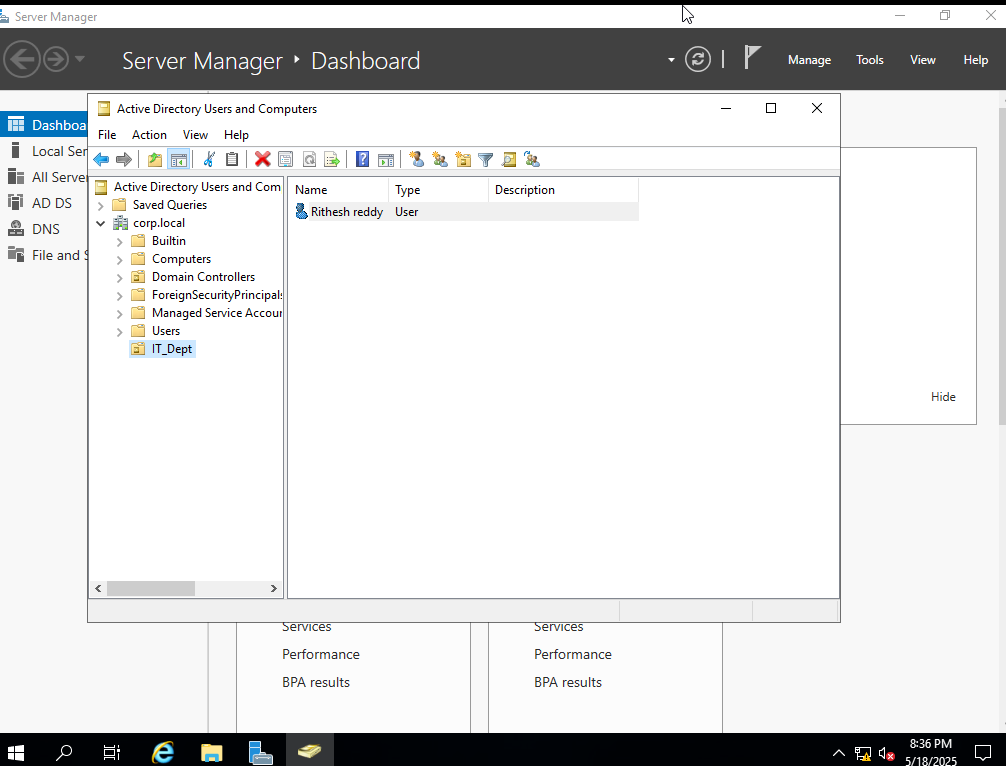 Server Manager
Server Manager ‣ Dashboard
Manage Tools View Help
Active Directory Users and Computers
File Action View Help
Dashboa
Local Ser
All Server
AD DS
DNS
File and S
Active Directory Users and Com
Saved Queries
corp.local
Builtin
Computers
Domain Controllers
ForeignSecurityPrincipals
Managed Service Accoun
Users
IT_Dept
Name Type Description
Rithesh reddy User
Hide
Services Services
Performance Performance
BPA results BPA results
8:36 PM
5/18/2025